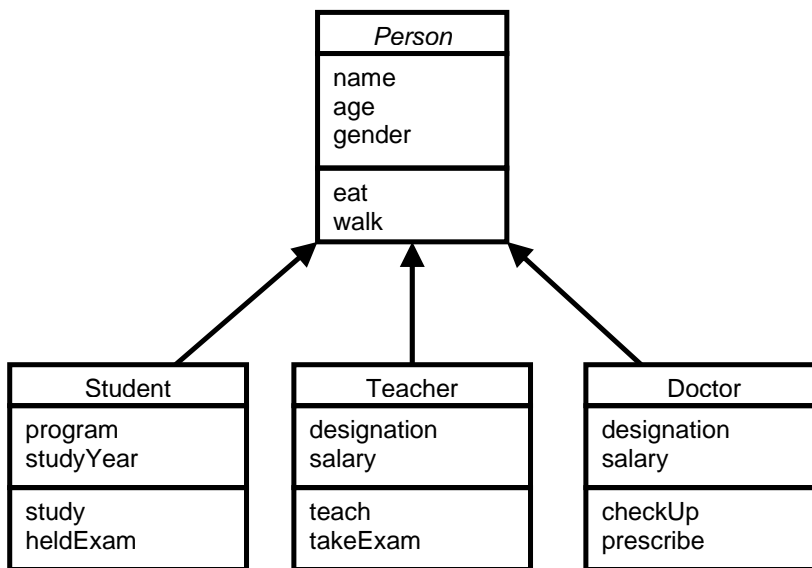 Person
name
age
gender
eat
walk
Student
program
studyYear
study
heldExam
Teacher
designation
salary
teach
takeExam
Doctor
designation
salary
checkUp
prescribe